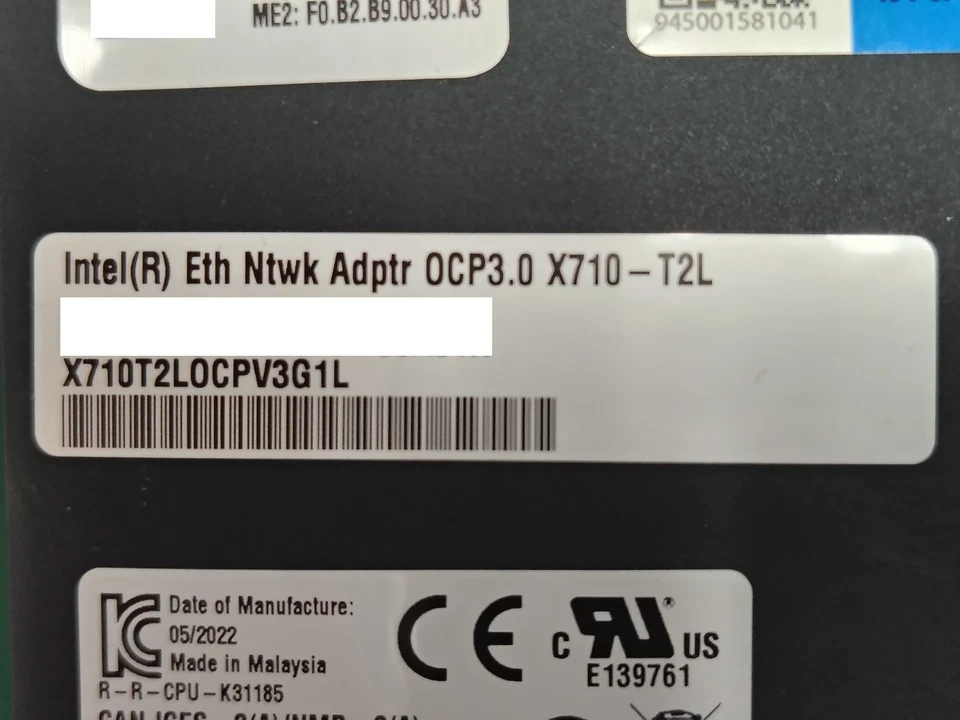 ME2: F0.B2.B9.00.30.A3
945001581041
Intel(R) Eth Ntwk Adptr OCP3.0 X710-T2L
X710T2LOCPV3G1L
Date of Manufacture:
05/2022
Made in Malaysia
R-R-CPU-K31185
CE
C RU ® US
E139761